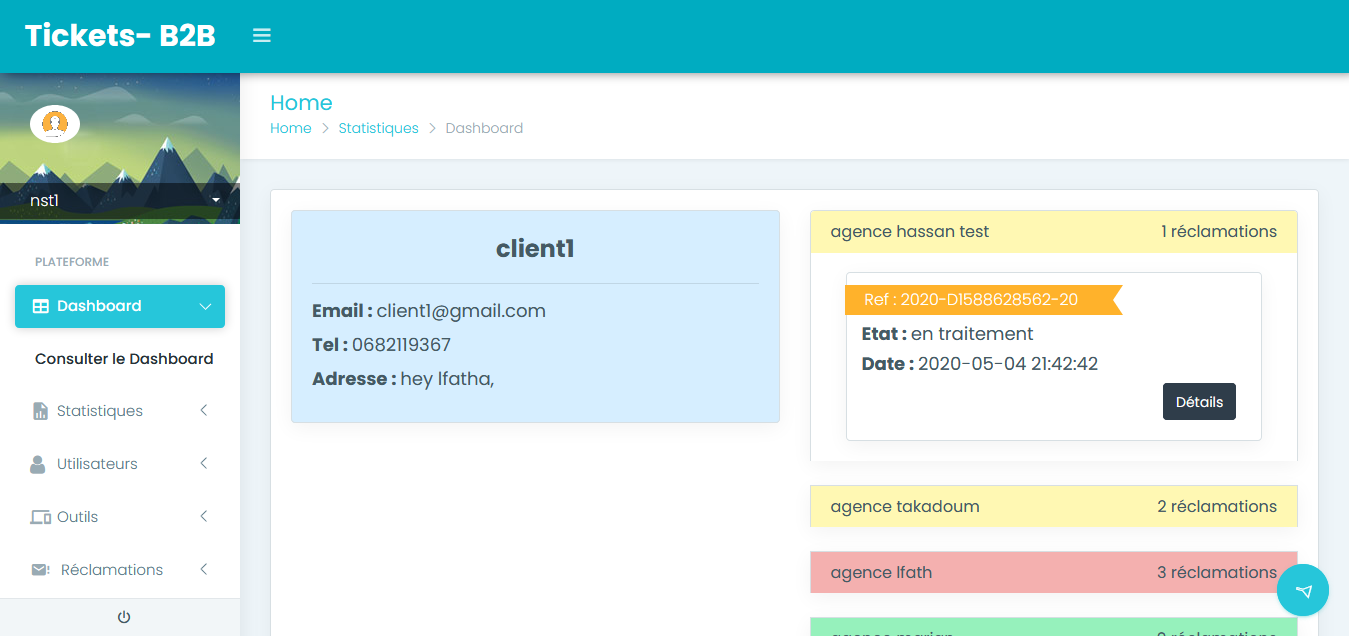 Tickets- B2B
nst1
PLATEFORME
Dashboard
Consulter le Dashboard
Statistiques
Utilisateurs
Outils
Réclamations
Home
Home > Statistiques > Dashboard
client1
Email : client1@gmail.com
Tel : 0682119367
Adresse : hey lfatha,
agence hassan test 1 réclamations
Ref : 2020-D1588628562-20
Etat : en traitement
Date : 2020-05-04 21:42:42
Détails
agence takadoum 2 réclamations
agence lfath 3 réclamations